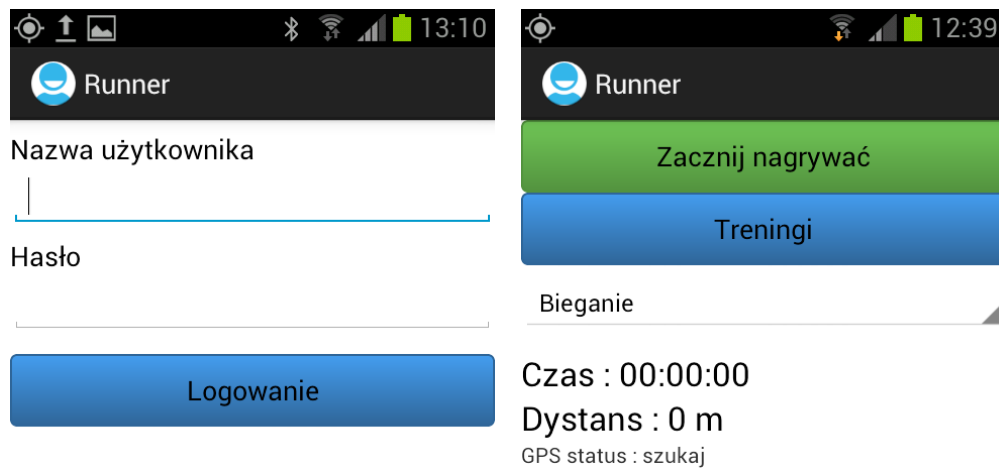 13:10
Runner
Nazwa użytkownika
Hasło
Logowanie
12:39
Runner
Zacznij nagrywać
Treningi
Bieganie
Czas : 00:00:00
Dystans : 0 m
GPS status : szukaj